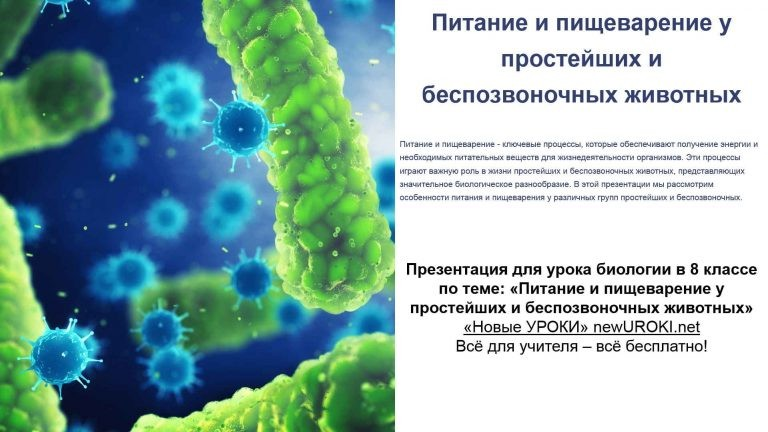 Питание и пищеварение у
простейших и
беспозвоночных животных
Питание и пищеварение - ключевые процессы, которые обеспечивают получение энергии и
необходимых питательных веществ для жизнедеятельности организмов. Эти процессы
играют важную роль в жизни простейших и беспозвоночных животных, представляющих
значительное биологическое разнообразие. В этой презентации мы рассмотрим
особенности питания и пищеварения у различных групп простейших и беспозвоночных.
Презентация для урока биологии в 8 классе
по теме: «Питание и пищеварение у
простейших и беспозвоночных животных»
«Новые УРОКИ» newUROKI.net
Всё для учителя – всё бесплатно!